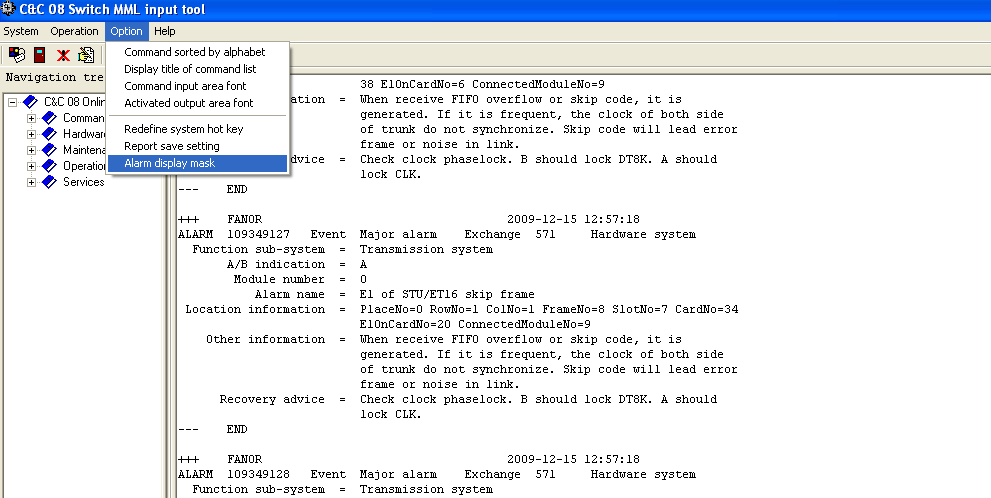 C&C 08 Switch MML input tool
System Operation Option Help
Command sorted by alphabet
Display title of command list
Command input area font
Activated output area font
Redefine system hot key
Report save setting
Alarm display mask
Navigation tre
C&C 08 Onlin
Comman
Hardwar
Maintena
Operation
Services
38 E1OnCardNo=6 ConnectedModuleNo=9
ation = When receive FIFO overflow or skip code, it is
generated. If it is frequent, the clock of both side
of trunk do not synchronize. Skip code will lead error
frame or noise in link.
dvice = Check clock phaselock. B should lock DT8K. A should
lock CLK.
--- END
+++ FANOR 2009-12-15 12:57:18
ALARM 109349127 Event Major alarm Exchange 571 Hardware system
Function sub-system = Transmission system
A/B indication = A
Module number = 0
Alarm name = E1 of STU/ET16 skip frame
Location information = PlaceNo=0 RowNo=1 ColNo=1 FrameNo=8 SlotNo=7 CardNo=34
E1OnCardNo=20 ConnectedModuleNo=9
Other information = When receive FIFO overflow or skip code, it is
generated. If it is frequent, the clock of both side
of trunk do not synchronize. Skip code will lead error
frame or noise in link.
Recovery advice = Check clock phaselock. B should lock DT8K. A should
lock CLK.
--- END
+++ FANOR 2009-12-15 12:57:18
ALARM 109349128 Event Major alarm Exchange 571 Hardware system
Function sub-system = Transmission system